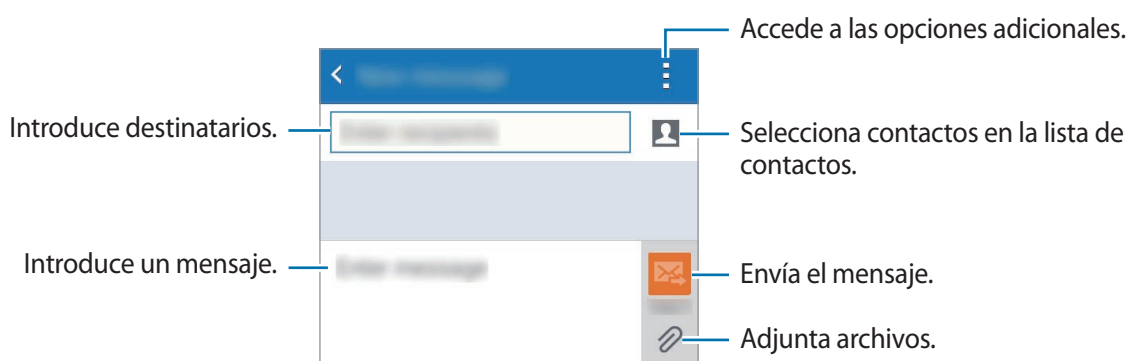 Accede a las opciones adicionales.
Introduce destinatarios.
Selecciona contactos en la lista de
contactos.
Introduce un mensaje.
Envía el mensaje.
Adjunta archivos.